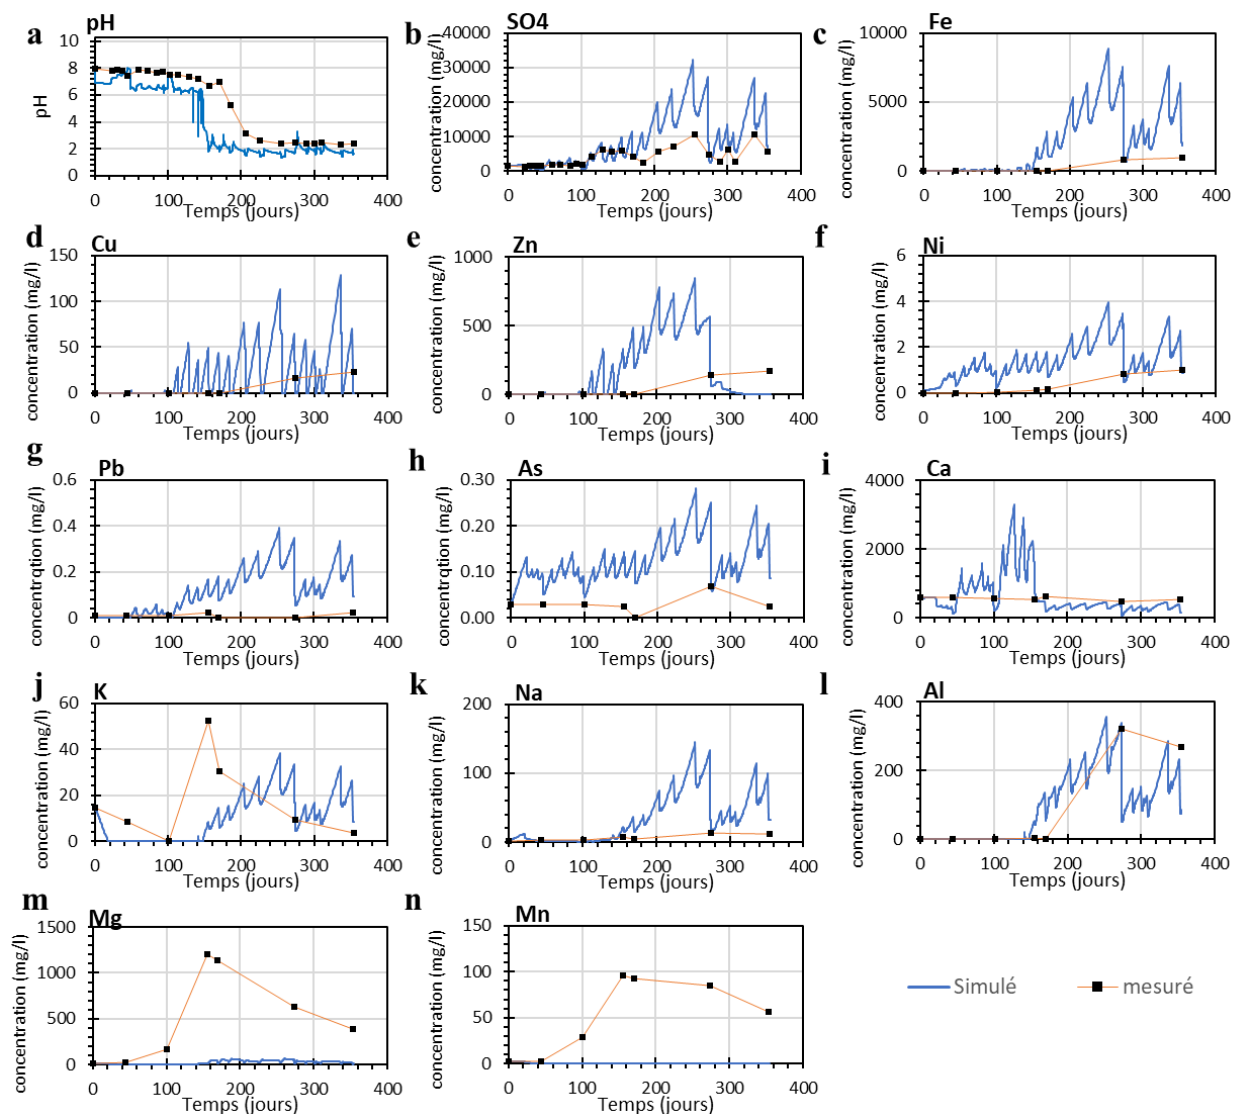 a
pH
10
8
6
4
2
0
pH
0 100 200 300 400
Temps (jours)
b
SO4
40000
30000
20000
10000
0
concentration (mg/l)
0 100 200 300 400
Temps (jours)
c
Fe
10000
5000
0
concentration (mg/l)
0 100 200 300 400
Temps (jours)
d
Cu
150
100
50
0
concentration (mg/l)
0 100 200 300 400
Temps (jours)
e
Zn
1000
500
0
concentration (mg/l)
0 100 200 300 400
Temps (jours)
f
Ni
6
4
2
0
concentration (mg/l)
0 100 200 300 400
Temps (jours)
g
Pb
0.6
0.4
0.2
0
concentration (mg/l)
0 100 200 300 400
Temps (jours)
h
As
0.30
0.20
0.10
0.00
concentration (mg/l)
0 100 200 300 400
Temps (jours)
i
Ca
4000
2000
0
concentration (mg/l)
0 100 200 300 400
Temps (jours)
j
K
60
40
20
0
concentration (mg/l)
0 100 200 300 400
Temps (jours)
k
Na
200
100
0
concentration (mg/l)
0 100 200 300 400
Temps (jours)
l
Al
400
200
0
concentration (mg/l)
0 100 200 300 400
Temps (jours)
m
Mg
1500
1000
500
0
concentration (mg/l)
0 100 200 300 400
Temps (jours)
n
Mn
150
100
50
0
concentration (mg/l)
0 100 200 300 400
Temps (jours)
Simulé
mesuré